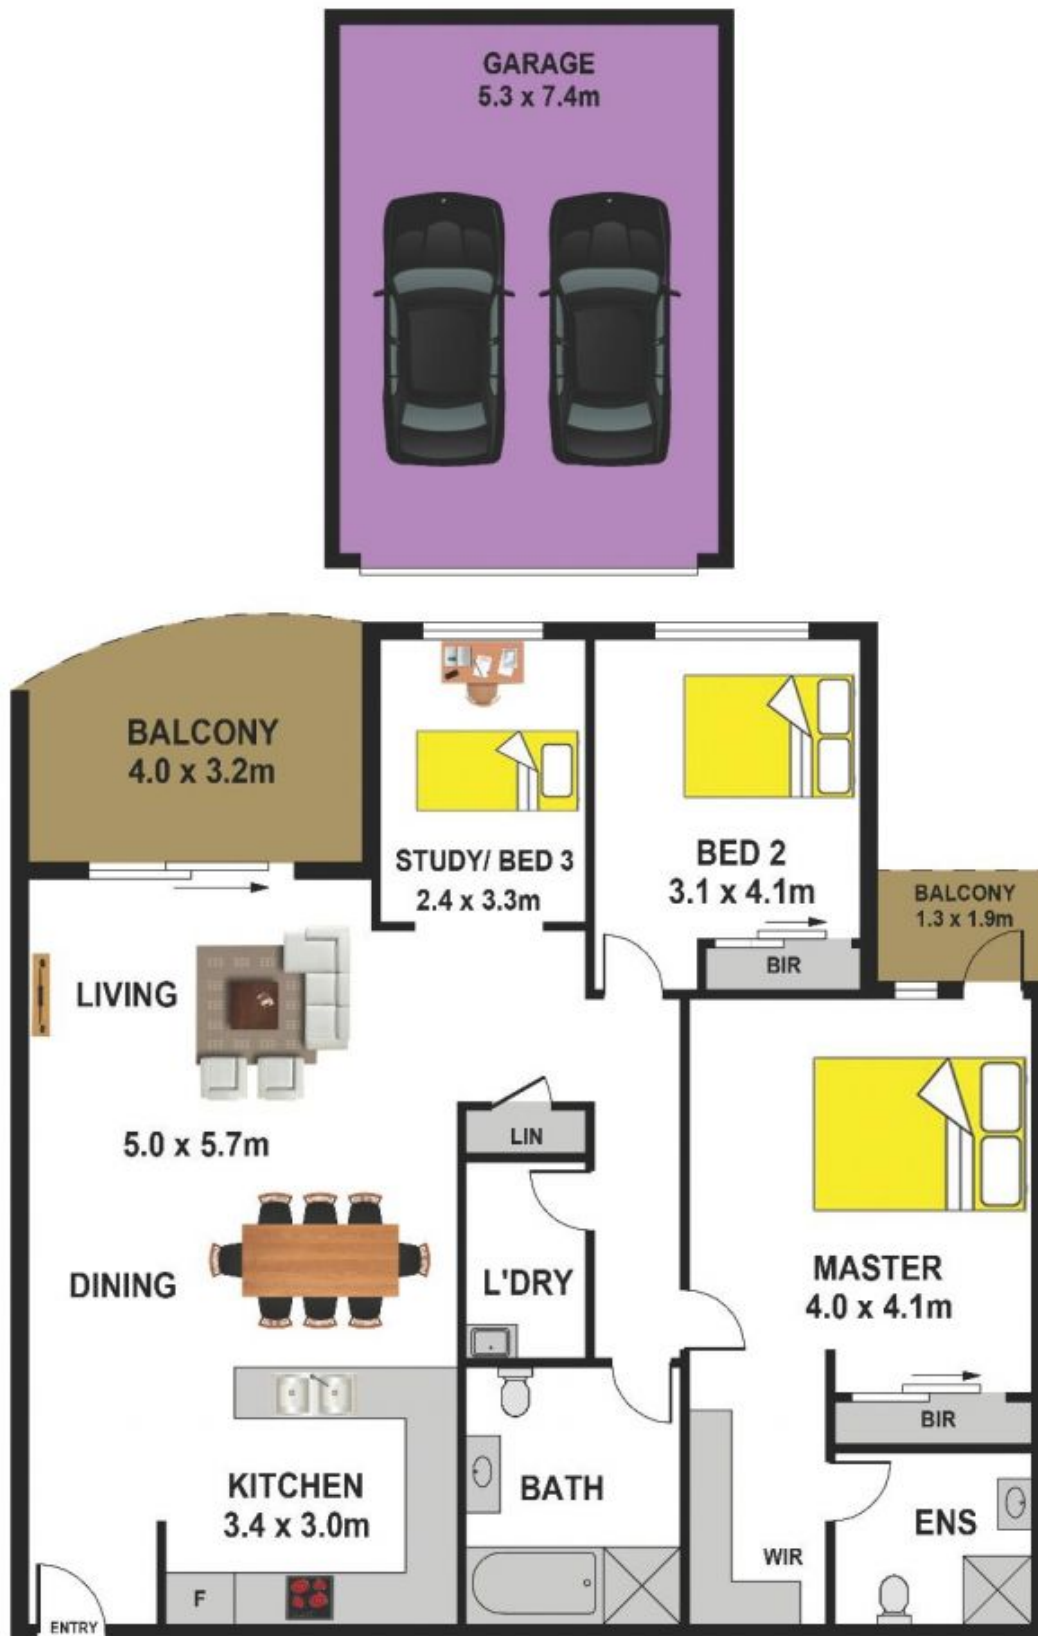 GARAGE
5.3 x 7.4m
BALCONY
4.0 x 3.2m
STUDY/ BED 3
2.4 x 3.3m
BED 2
3.1 x 4.1m
BIR
BALCONY
1.3 x 1.9m
LIVING
5.0 x 5.7m
DINING
LIN
L'DRY
MASTER
4.0 x 4.1m
BIR
KITCHEN
3.4 x 3.0m
BATH
ENS
WIR
F
ENTRY